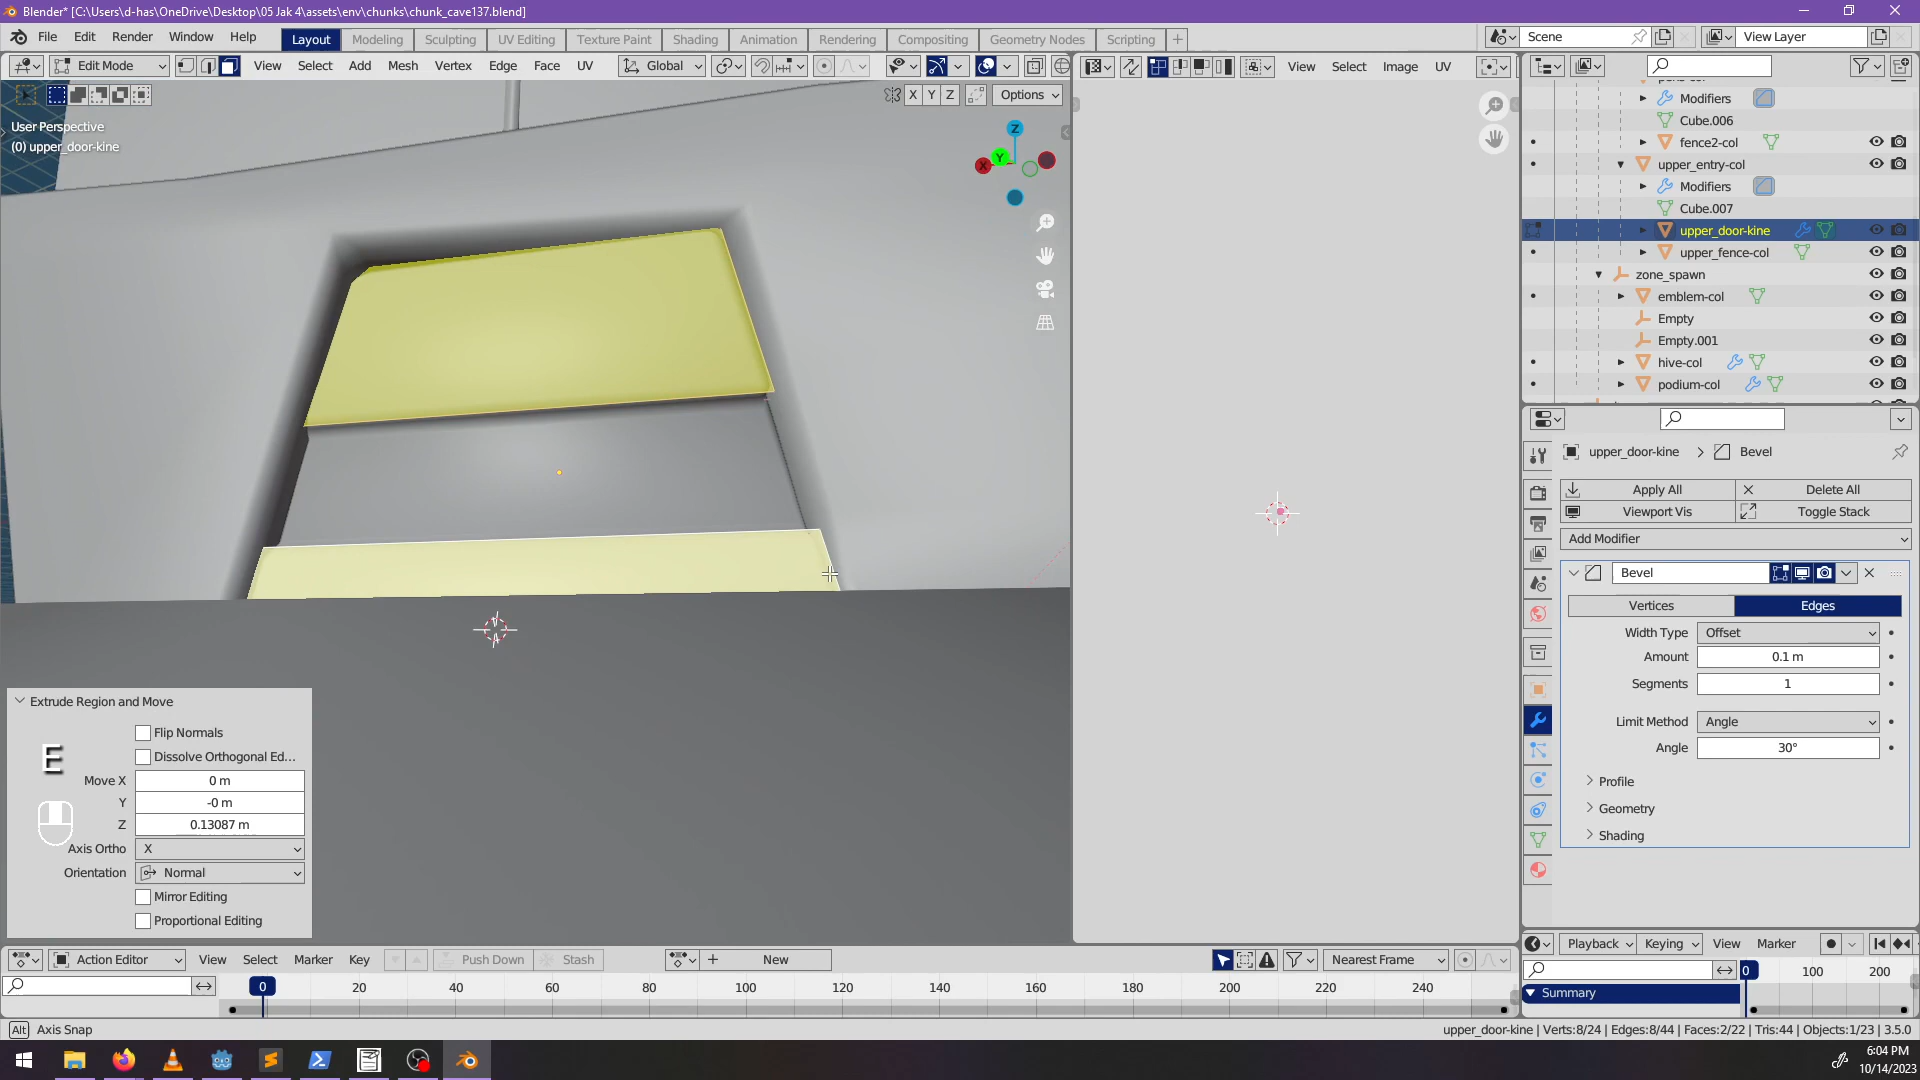 Blender* [C:\Users\d-has\OneDrive\Desktop\05 Jak 4\assets\env\chunks\chunk_cave137.blend]
File Edit Render Window Help Layout Modeling Sculpting UV Editing Texture Paint Shading Animation Rendering Compositing Geometry Nodes Scripting Scene View Layer
Edit Mode View Select Add Mesh Vertex Edge Face UV Global View Select Image UV
X Y Z Options
User Perspective
(0) upper_door-kine
Z
Y
X
Modifiers
Cube.006
fence2-col
upper_entry-col
Modifiers
Cube.007
upper_door-kine
upper_fence-col
zone_spawn
emblem-col
Empty
Empty.001
hive-col
podium-col
upper_door-kine > Bevel
Apply All Delete All
Viewport Vis Toggle Stack
Add Modifier
Bevel
Vertices Edges
Width Type Offset
Amount 0.1 m
Segments 1
Limit Method Angle
Angle 30°
Profile
Geometry
Shading
Extrude Region and Move
Flip Normals
Dissolve Orthogonal Ed...
E
Move X 0 m
Y -0 m
Z 0.13087 m
Axis Ortho X
Orientation Normal
Mirror Editing
Proportional Editing
Action Editor View Select Marker Key Push Down Stash New Nearest Frame
0 20 40 60 80 100 120 140 160 180 200 220 240
Playback Keying View Marker
0 100 200
Summary
Alt Axis Snap
upper_door-kine | Verts:8/24 | Edges:8/44 | Faces:2/22 | Tris:44 | Objects:1/23 | 3.5.0
6:04 PM
10/14/2023